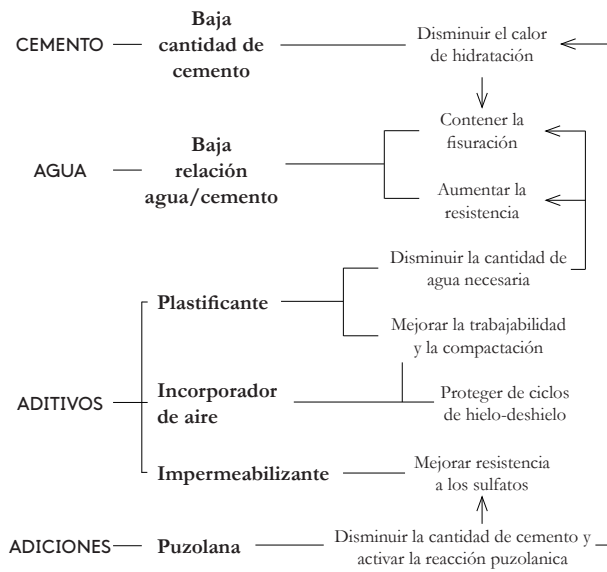 CEMENTO
Baja
cantidad de
cemento
Disminuir el calor
de hidratación
Contener la
fisuración
AGUA
Baja
relación
agua/cemento
Aumentar la
resistencia
Disminuir la cantidad de
agua necesaria
Plastificante
Mejorar la trabajabilidad
y la compactación
ADITIVOS
Incorporador
de aire
Proteger de ciclos
de hielo-deshielo
Impermeabilizante
Mejorar resistencia
a los sulfatos
ADICIONES
Puzolana
Disminuir la cantidad de cemento y
activar la reacción puzolanica